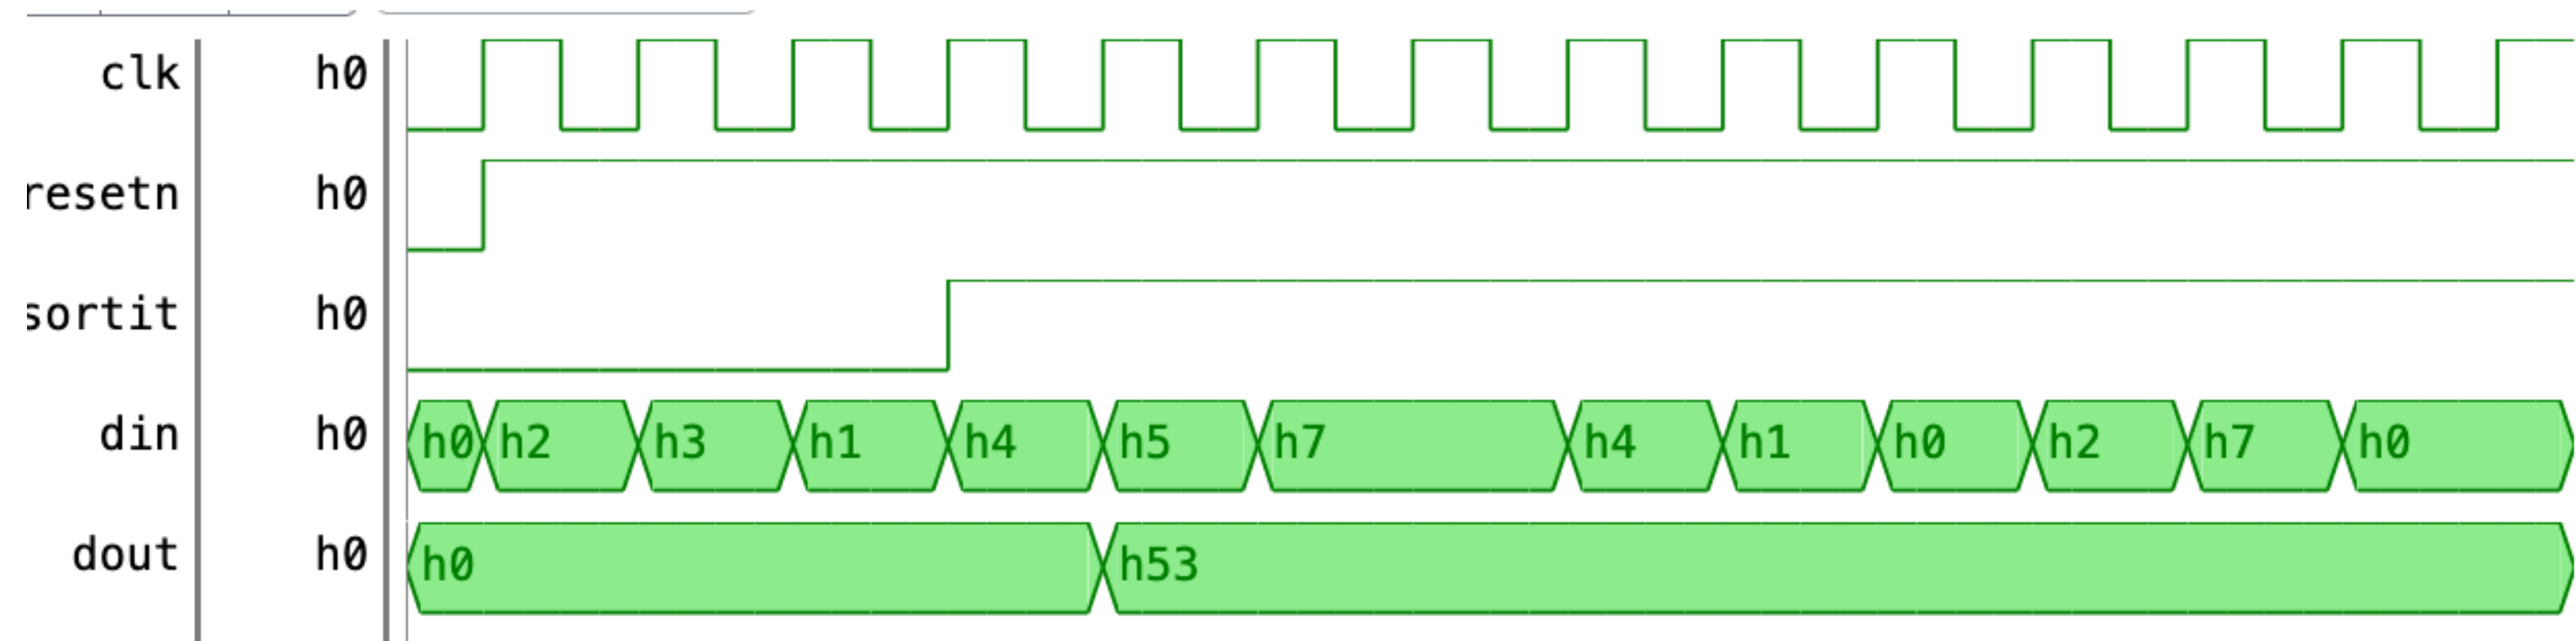 clk h0
resetn h0
sortit h0
din h0 h0 h2 h3 h1 h4 h5 h7 h4 h1 h0 h2 h7 h0
dout h0 h0 h53